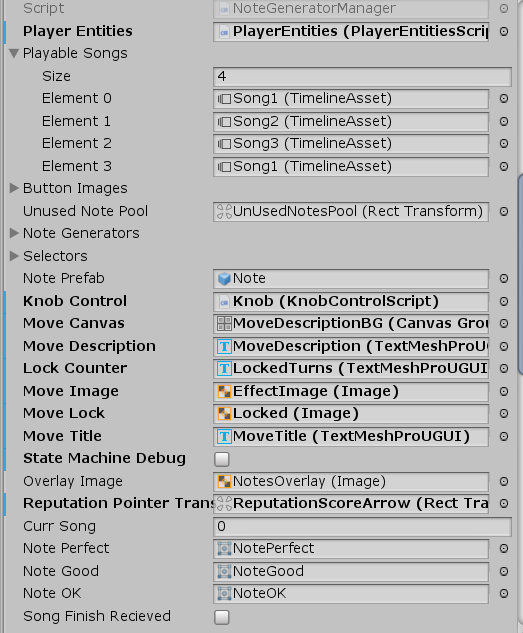 Script NoteGeneratorManager
Player Entities PlayerEntities (PlayerEntitiesScrip
Playable Songs
Size 4
Element 0 Song1 (TimelineAsset)
Element 1 Song2 (TimelineAsset)
Element 2 Song3 (TimelineAsset)
Element 3 Song1 (TimelineAsset)
Button Images
Unused Note Pool UnUsedNotesPool (Rect Transform)
Note Generators
Selectors
Note Prefab Note
Knob Control Knob (KnobControlScript)
Move Canvas MoveDescriptionBG (Canvas Grou
Move Description MoveDescription (TextMeshProU
Lock Counter LockedTurns (TextMeshProUGUI
Move Image EffectImage (Image)
Move Lock Locked (Image)
Move Title MoveTitle (TextMeshProUGUI)
State Machine Debug
Overlay Image NotesOverlay (Image)
Reputation Pointer Trans ReputationScoreArrow (Rect Tra
Curr Song 0
Note Perfect NotePerfect
Note Good NoteGood
Note OK NoteOK
Song Finish Recieved